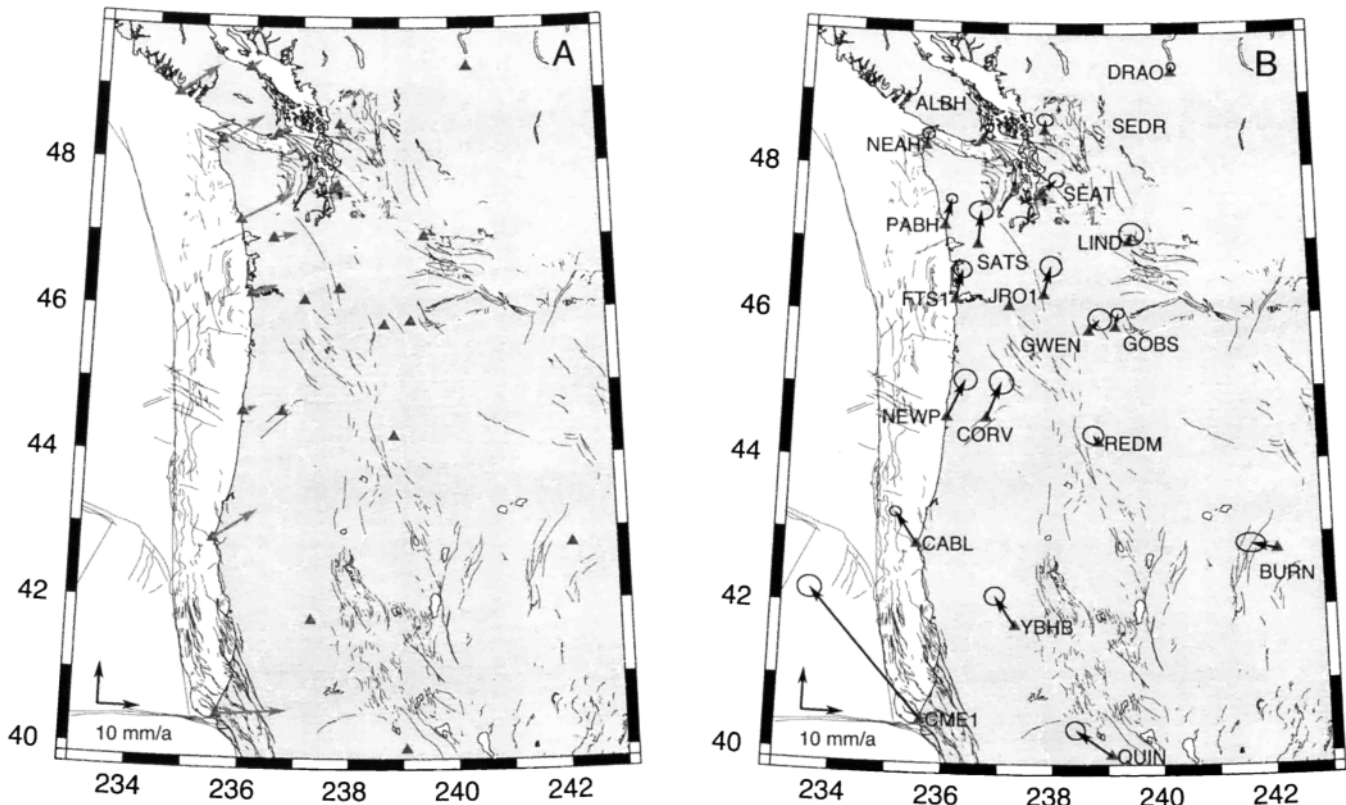 A
48
46
44
42
40
10 mm/a
234
236
238
240
242
B
DRAO
ALBH
SEDR
NEAH
48
SEAT
PABH
LIND
SATS
46
FTS1
JRO1
GWEN
GOBS
NEWP
CORV
44
REDM
CABL
BURN
42
YBHB
CME1
10 mm/a
40
QUIN
234
236
238
240
242